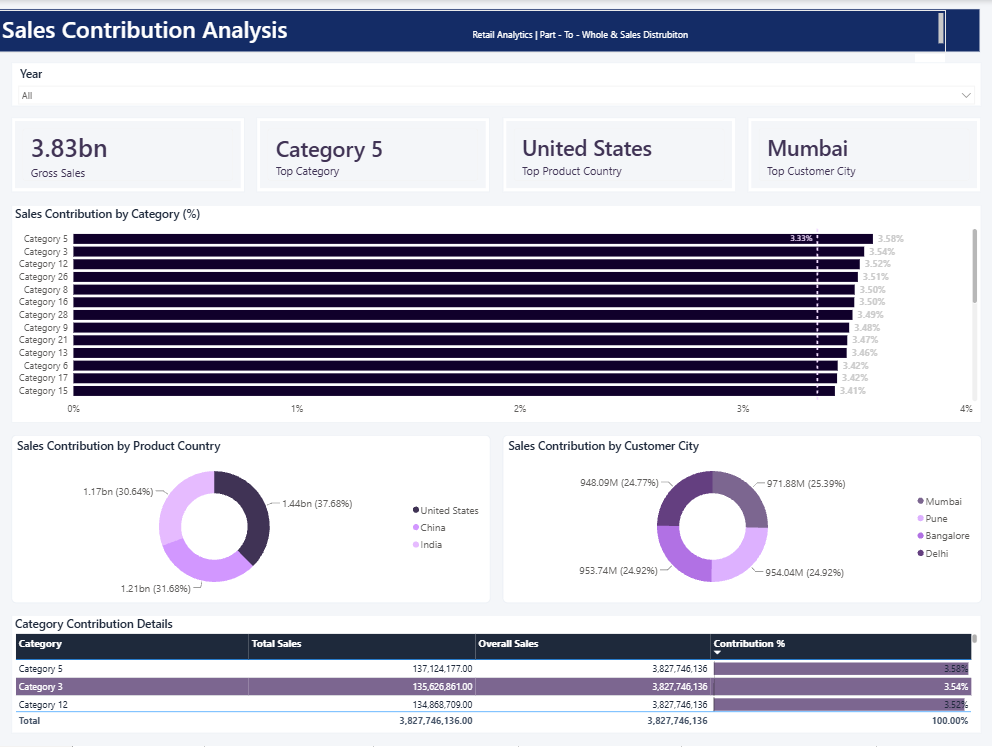 Sales Contribution Analysis
Retail Analytics | Part - To - Whole & Sales Distrubiton
Year
All
3.83bn
Gross Sales
Category 5
Top Category
United States
Top Product Country
Mumbai
Top Customer City
Sales Contribution by Category (%)
Category 5 3.33% 3.58%
Category 3 3.54%
Category 12 3.52%
Category 26 3.51%
Category 8 3.50%
Category 16 3.50%
Category 28 3.49%
Category 9 3.48%
Category 21 3.47%
Category 13 3.46%
Category 6 3.42%
Category 17 3.42%
Category 15 3.41%
0% 1% 2% 3% 4%
Sales Contribution by Product Country
1.17bn (30.64%)
1.44bn (37.68%)
1.21bn (31.68%)
United States
China
India
Sales Contribution by Customer City
948.09M (24.77%)
971.88M (25.39%)
953.74M (24.92%)
954.04M (24.92%)
Mumbai
Pune
Bangalore
Delhi
Category Contribution Details
Category Total Sales Overall Sales Contribution %
Category 5 137,124,177.00 3,827,746,136 3.58%
Category 3 135,626,861.00 3,827,746,136 3.54%
Category 12 134,868,709.00 3,827,746,136 3.52%
Total 3,827,746,136.00 3,827,746,136 100.00%